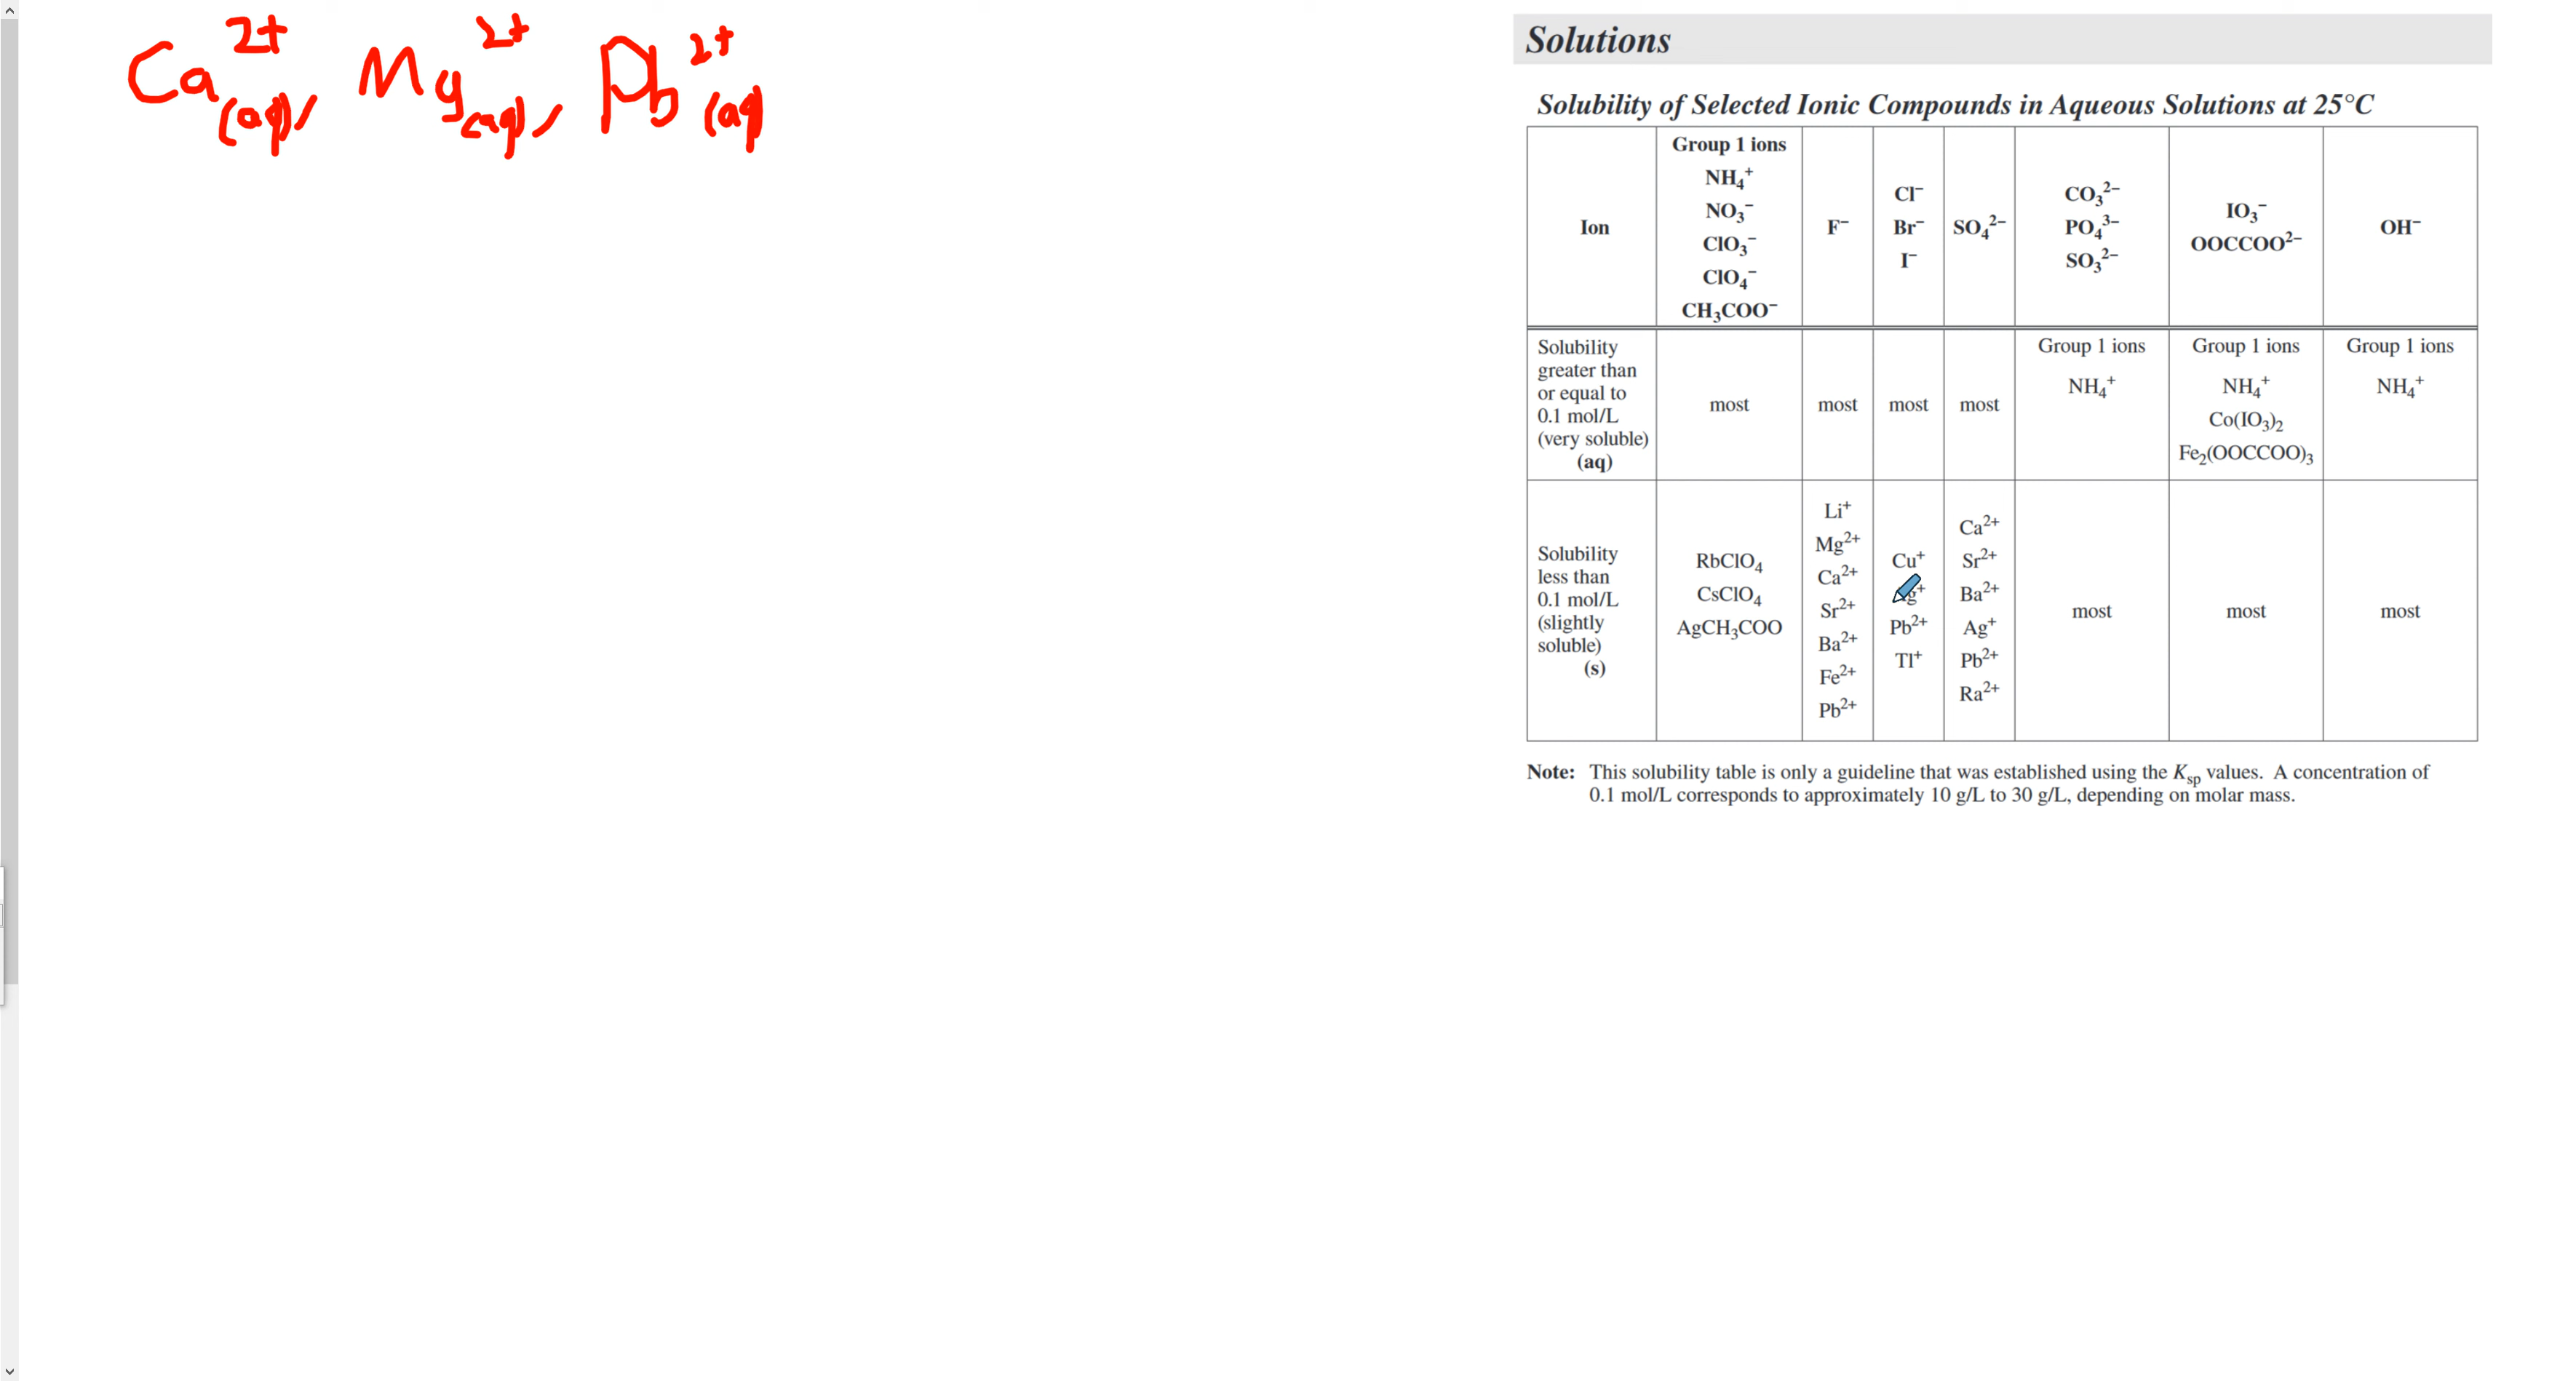 Ca²⁺(aq), Mg²⁺(aq), Pb²⁺(aq)
Solutions
Solubility of Selected Ionic Compounds in Aqueous Solutions at 25°C
Ion
Group 1 ions
NH₄⁺
NO₃⁻
ClO₃⁻
ClO₄⁻
CH₃COO⁻
F⁻
Cl⁻
Br⁻
I⁻
SO₄²⁻
CO₃²⁻
PO₄³⁻
SO₃²⁻
IO₃⁻
OOCCOO²⁻
OH⁻
Solubility
greater than
or equal to
0.1 mol/L
(very soluble)
(aq)
most
most
most
most
Group 1 ions
NH₄⁺
Group 1 ions
NH₄⁺
Co(IO₃)₂
Fe₂(OOCCOO)₃
Group 1 ions
NH₄⁺
Solubility
less than
0.1 mol/L
(slightly
soluble)
(s)
RbClO₄
CsClO₄
AgCH₃COO
Li⁺
Mg²⁺
Ca²⁺
Sr²⁺
Ba²⁺
Fe²⁺
Pb²⁺
Cu⁺
Pb²⁺
Tl⁺
Ca²⁺
Sr²⁺
Ba²⁺
Ag⁺
Pb²⁺
Ra²⁺
most
most
most
Note: This solubility table is only a guideline that was established using the Kₛₚ values. A concentration of
0.1 mol/L corresponds to approximately 10 g/L to 30 g/L, depending on molar mass.